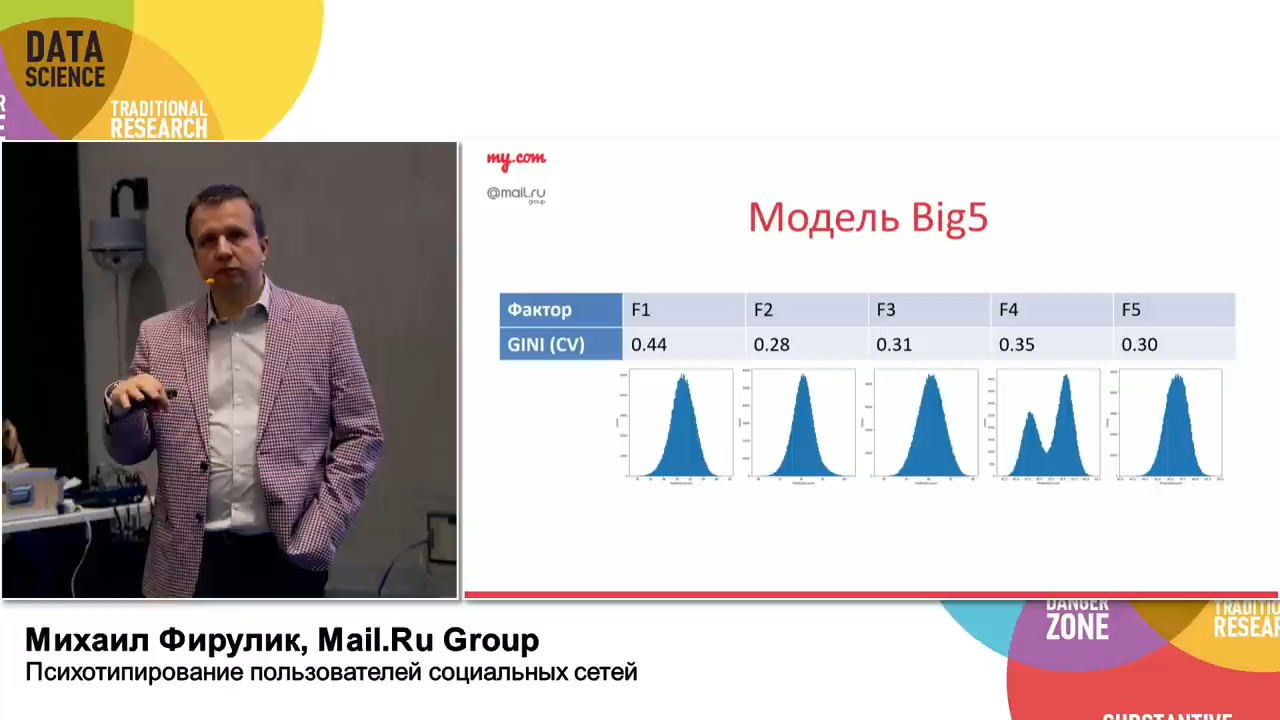 DATA
SCIENCE
TRADITIONAL
RESEARCH
my.com
@mail.ru
group
Модель Big5
Фактор F1 F2 F3 F4 F5
GINI (CV) 0.44 0.28 0.31 0.35 0.30
Михаил Фирулик, Mail.Ru Group
Психотипирование пользователей социальных сетей
DANGER
ZONE
TRADITIO
RESEAR
SUBSTANTIVE